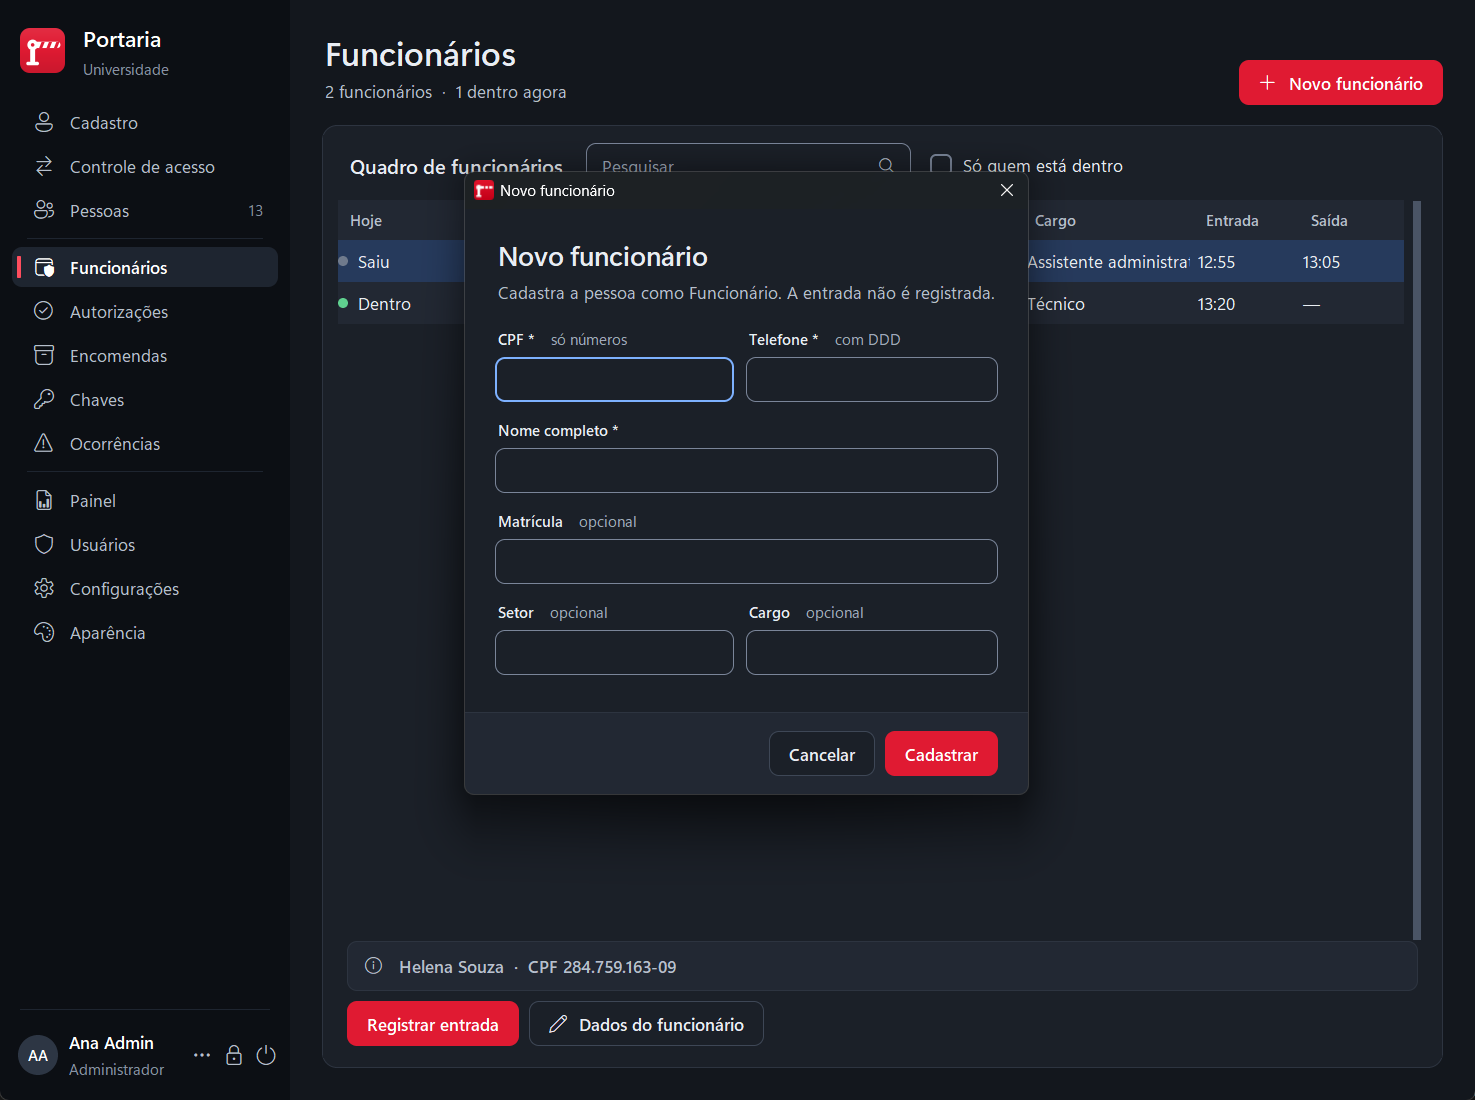 Portaria
Universidade
Cadastro
Controle de acesso
Pessoas 13
Funcionários
Autorizações
Encomendas
Chaves
Ocorrências
Painel
Usuários
Configurações
Aparência
AA
Ana Admin
Administrador
Funcionários
2 funcionários · 1 dentro agora
+ Novo funcionário
Quadro de funcionários Pesquisar Só quem está dentro
Hoje Cargo Entrada Saída
Saiu Assistente administra 12:55 13:05
Dentro Técnico 13:20 —
Novo funcionário
Novo funcionário
Cadastra a pessoa como Funcionário. A entrada não é registrada.
CPF * só números Telefone * com DDD
Nome completo *
Matrícula opcional
Setor opcional Cargo opcional
Cancelar Cadastrar
Helena Souza · CPF 284.759.163-09
Registrar entrada Dados do funcionário